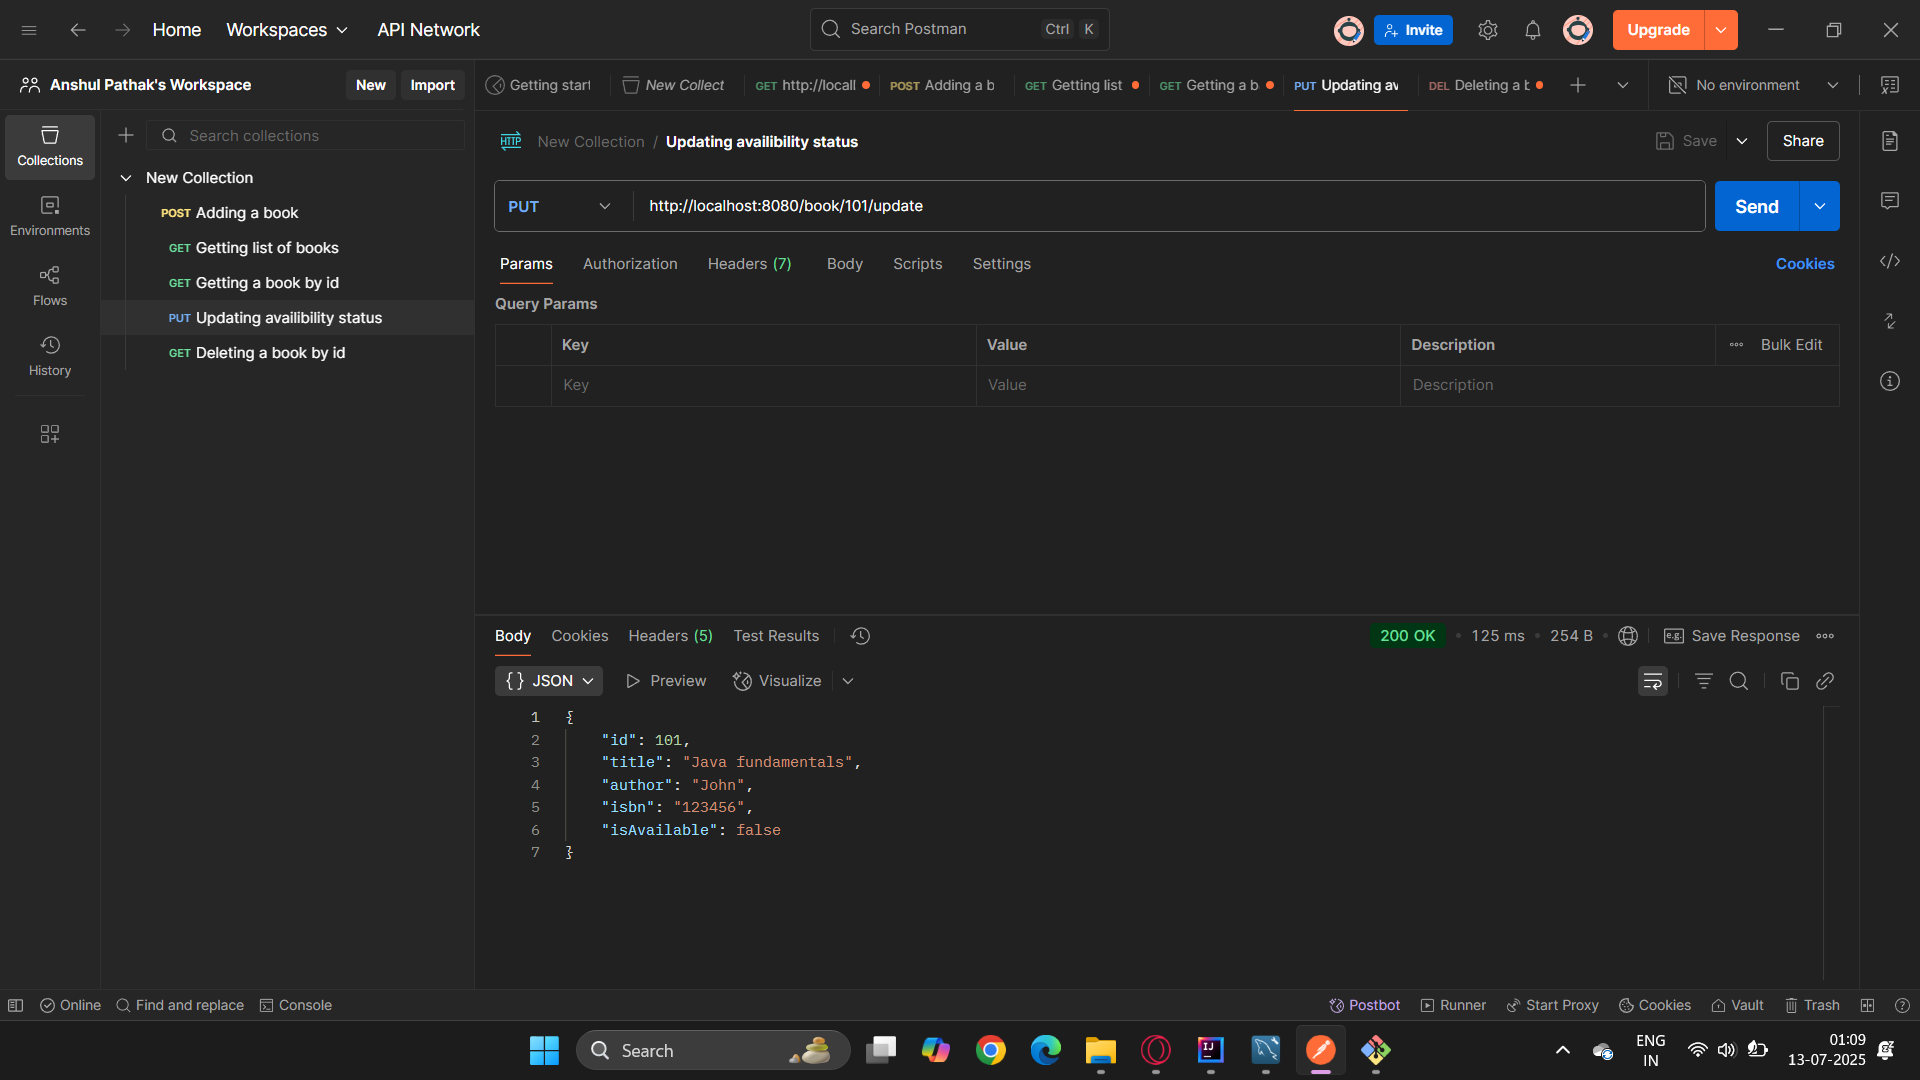 Home Workspaces API Network Search Postman Ctrl K Invite Upgrade
Anshul Pathak's Workspace New Import
Getting start New Collect GET http://locall POST Adding a b GET Getting list GET Getting a b PUT Updating av DEL Deleting a b No environment
Collections
Environments
Flows
History
Search collections
New Collection
POST Adding a book
GET Getting list of books
GET Getting a book by id
PUT Updating availibility status
GET Deleting a book by id
HTTP New Collection / Updating availibility status Save Share
PUT http://localhost:8080/book/101/update Send
Params Authorization Headers (7) Body Scripts Settings Cookies
Query Params
Key Value Description Bulk Edit
Key Value Description
Body Cookies Headers (5) Test Results 200 OK 125 ms 254 B e.g. Save Response
{} JSON Preview Visualize
1 {
2 "id": 101,
3 "title": "Java fundamentals",
4 "author": "John",
5 "isbn": "123456",
6 "isAvailable": false
7 }
Online Find and replace Console Postbot Runner Start Proxy Cookies Vault Trash
Search IJ ENG IN 01:09 13-07-2025